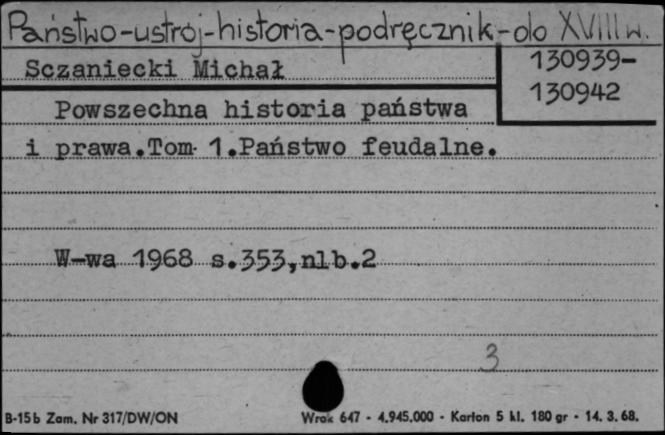 Państwo-ustrój-historia-podręcznik-do XVIII w.
Sczaniecki Michał
130939-
130942
Powszechna historia państwa
i prawa.Tom 1.Państwo feudalne.
W-wa 1968 s.353,nlb.2
3
B-15b Zam. Nr 317/DW/ON
Wrok 647 - 4.945.000 - Karton 5 kl. 180 gr - 14. 3. 68.